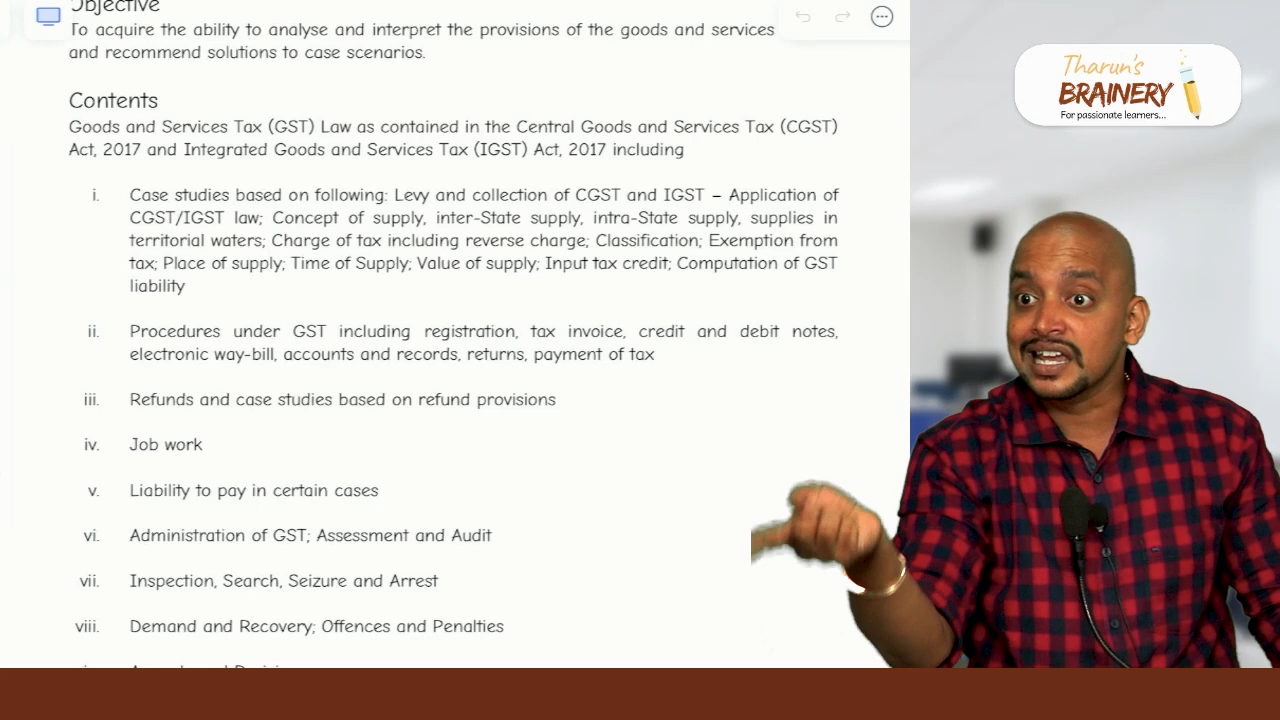 Objective
To acquire the ability to analyse and interpret the provisions of the goods and services
and recommend solutions to case scenarios.
Contents
Goods and Services Tax (GST) Law as contained in the Central Goods and Services Tax (CGST)
Act, 2017 and Integrated Goods and Services Tax (IGST) Act, 2017 including
i. Case studies based on following: Levy and collection of CGST and IGST – Application of
CGST/IGST law; Concept of supply, inter-State supply, intra-State supply, supplies in
territorial waters; Charge of tax including reverse charge; Classification; Exemption from
tax; Place of supply; Time of Supply; Value of supply; Input tax credit; Computation of GST
liability
ii. Procedures under GST including registration, tax invoice, credit and debit notes,
electronic way-bill, accounts and records, returns, payment of tax
iii. Refunds and case studies based on refund provisions
iv. Job work
v. Liability to pay in certain cases
vi. Administration of GST; Assessment and Audit
vii. Inspection, Search, Seizure and Arrest
viii. Demand and Recovery; Offences and Penalties
Tharun's
BRAINERY
For passionate learners...